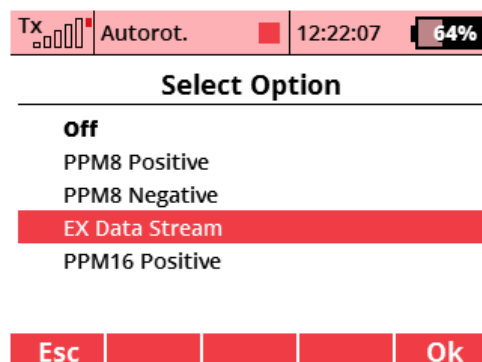 Tx Autorot. 12:22:07 64%
Select Option
Off
PPM8 Positive
PPM8 Negative
EX Data Stream
PPM16 Positive
Esc Ok